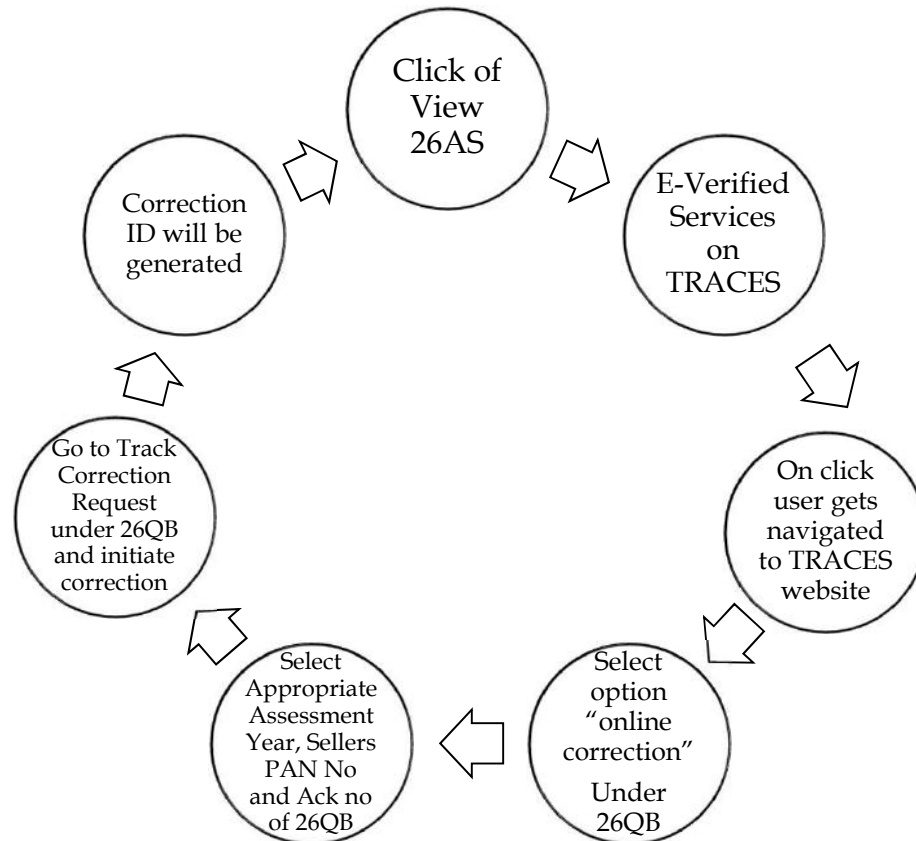 Click of
View
26AS
E-Verified
Services
on
TRACES
On click
user gets
navigated
to TRACES
website
Select
option
“online
correction”
Under
26QB
Select
Appropriate
Assessment
Year, Sellers
PAN No
and Ack no
of 26QB
Go to Track
Correction
Request
under 26QB
and initiate
correction
Correction
ID will be
generated